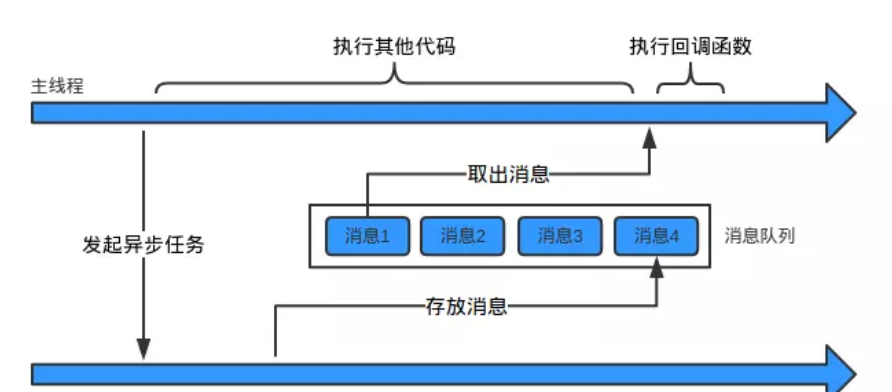 执行其他代码
执行回调函数
主线程
取出消息
消息1
消息2
消息3
消息4
消息队列
发起异步任务
存放消息